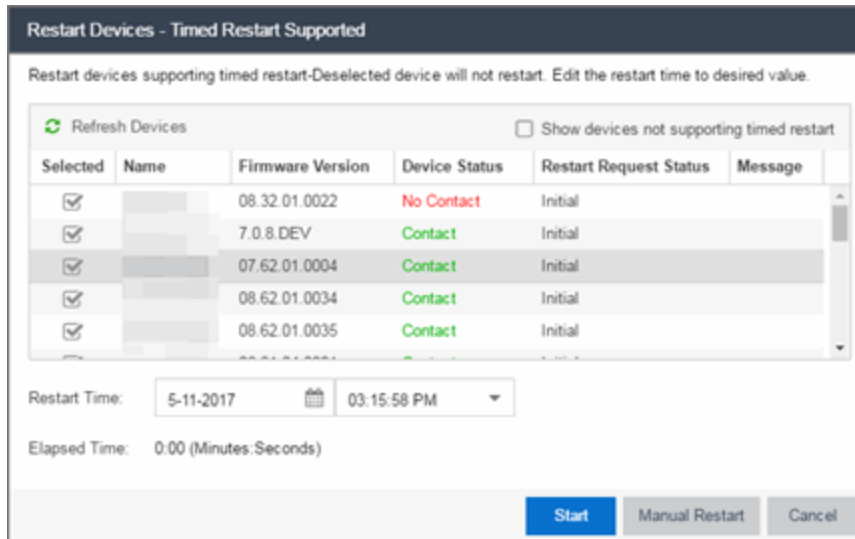 Restart Devices - Timed Restart Supported
Restart devices supporting timed restart-Deselected device will not restart. Edit the restart time to desired value.
Refresh Devices Show devices not supporting timed restart
Selected Name Firmware Version Device Status Restart Request Status Message
08.32.01.0022 No Contact Initial
7.0.8.DEV Contact Initial
07.62.01.0004 Contact Initial
08.62.01.0034 Contact Initial
08.62.01.0035 Contact Initial
Restart Time: 5-11-2017 03:15:58 PM
Elapsed Time: 0:00 (Minutes:Seconds)
Start Manual Restart Cancel